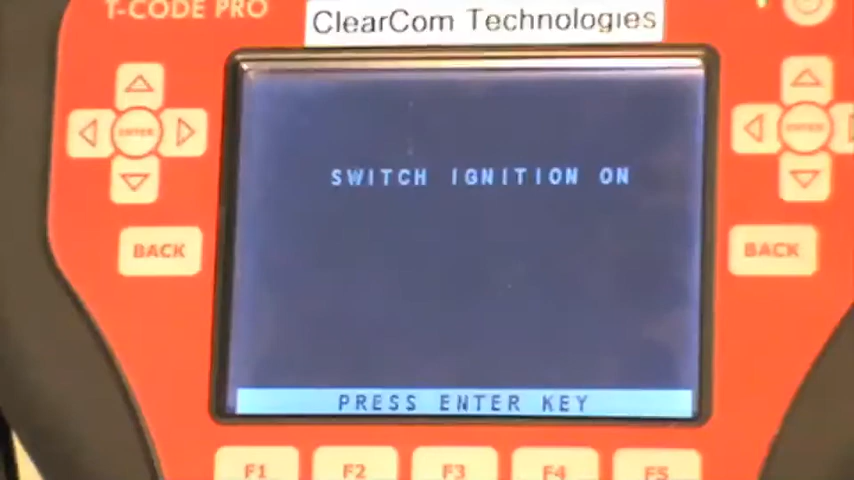 T-CODE PRO
ClearCom Technologies
ENTER
ENTER
SWITCH IGNITION ON
BACK
BACK
PRESS ENTER KEY
F1 F2 F3 F4 F5